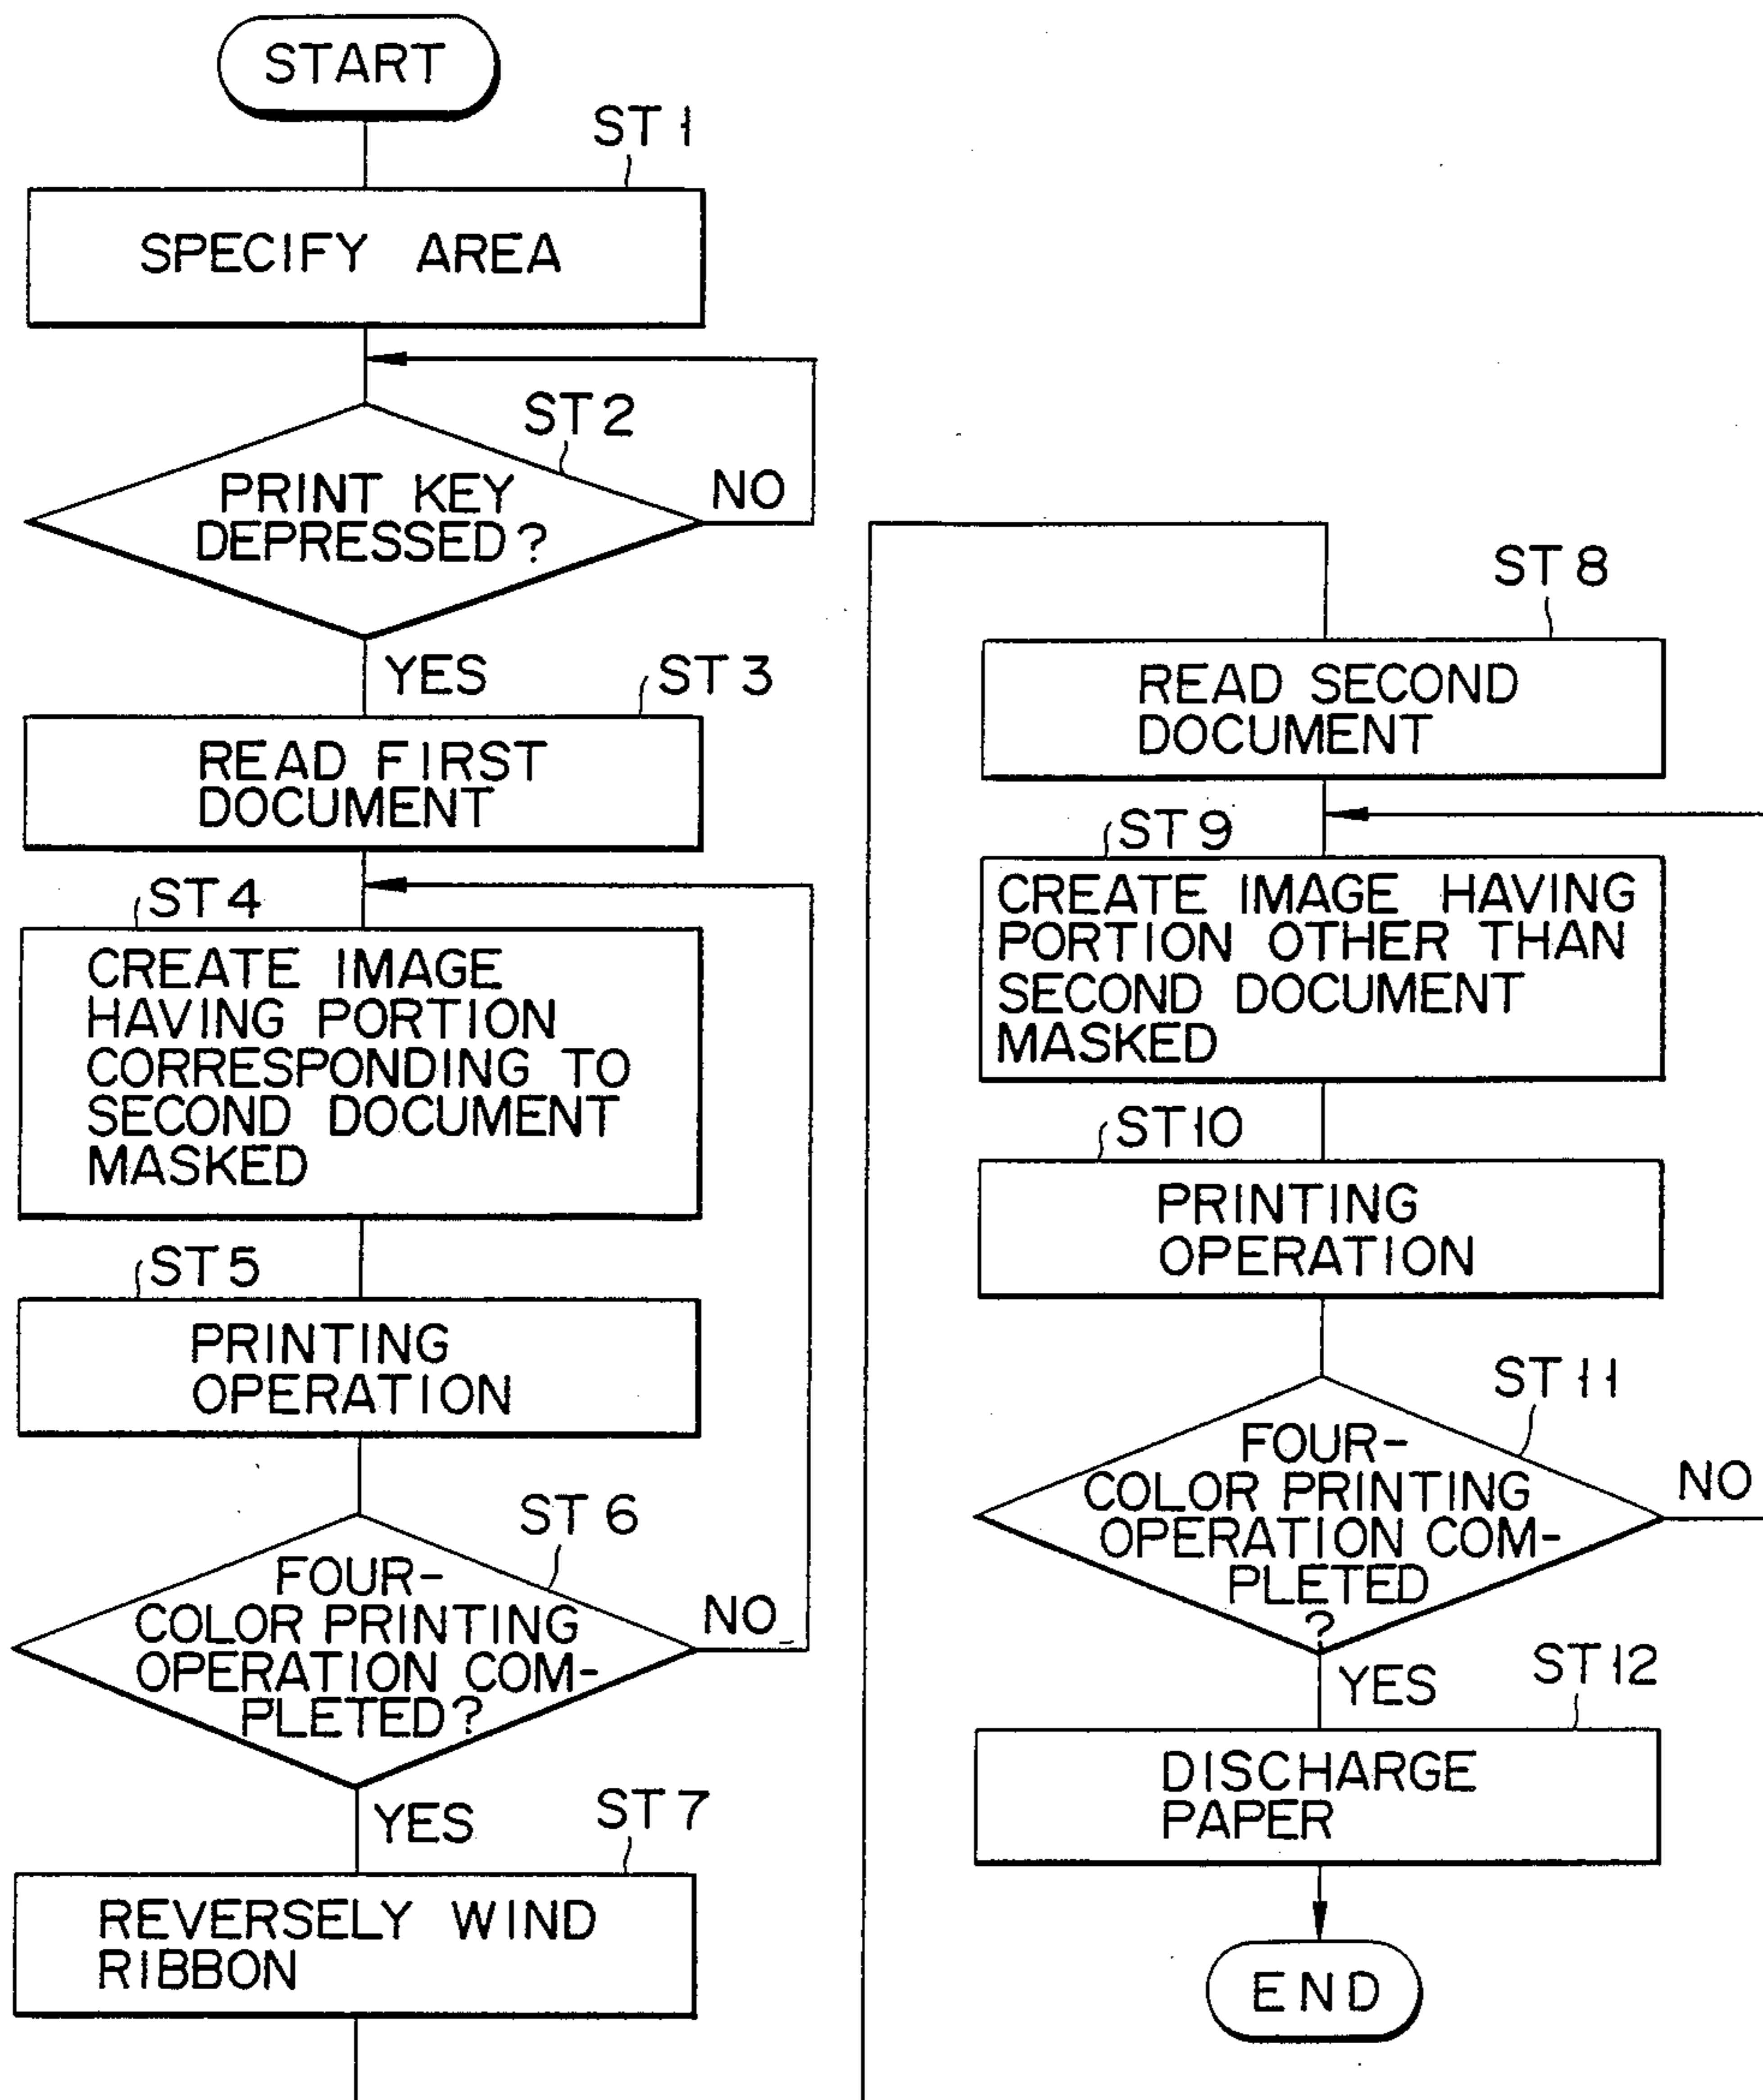 START
ST1
SPECIFY AREA
ST2
PRINT KEY
DEPRESSED?
NO
YES
ST3
READ FIRST
DOCUMENT
ST4
CREATE IMAGE
HAVING PORTION
CORRESPONDING TO
SECOND DOCUMENT
MASKED
ST5
PRINTING
OPERATION
ST6
FOUR-
COLOR PRINTING
OPERATION COM-
PLETED?
NO
YES
ST7
REVERSELY WIND
RIBBON
ST8
READ SECOND
DOCUMENT
ST9
CREATE IMAGE HAVING
PORTION OTHER THAN
SECOND DOCUMENT
MASKED
ST10
PRINTING
OPERATION
ST11
FOUR-
COLOR PRINTING
OPERATION COM-
PLETED
?
NO
YES
ST12
DISCHARGE
PAPER
END